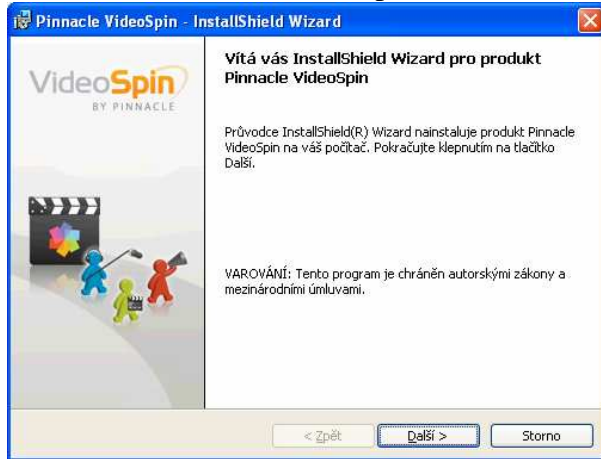 Pinnacle VideoSpin - InstallShield Wizard
VideoSpin
BY PINNACLE
Vítá vás InstallShield Wizard pro produkt
Pinnacle VideoSpin
Průvodce InstallShield(R) Wizard nainstaluje produkt Pinnacle
VideoSpin na váš počítač. Pokračujte klepnutím na tlačítko
Další.
VAROVÁNÍ: Tento program je chráněn autorskými zákony a
mezinárodními úmluvami.
< Zpět
Další >
Storno